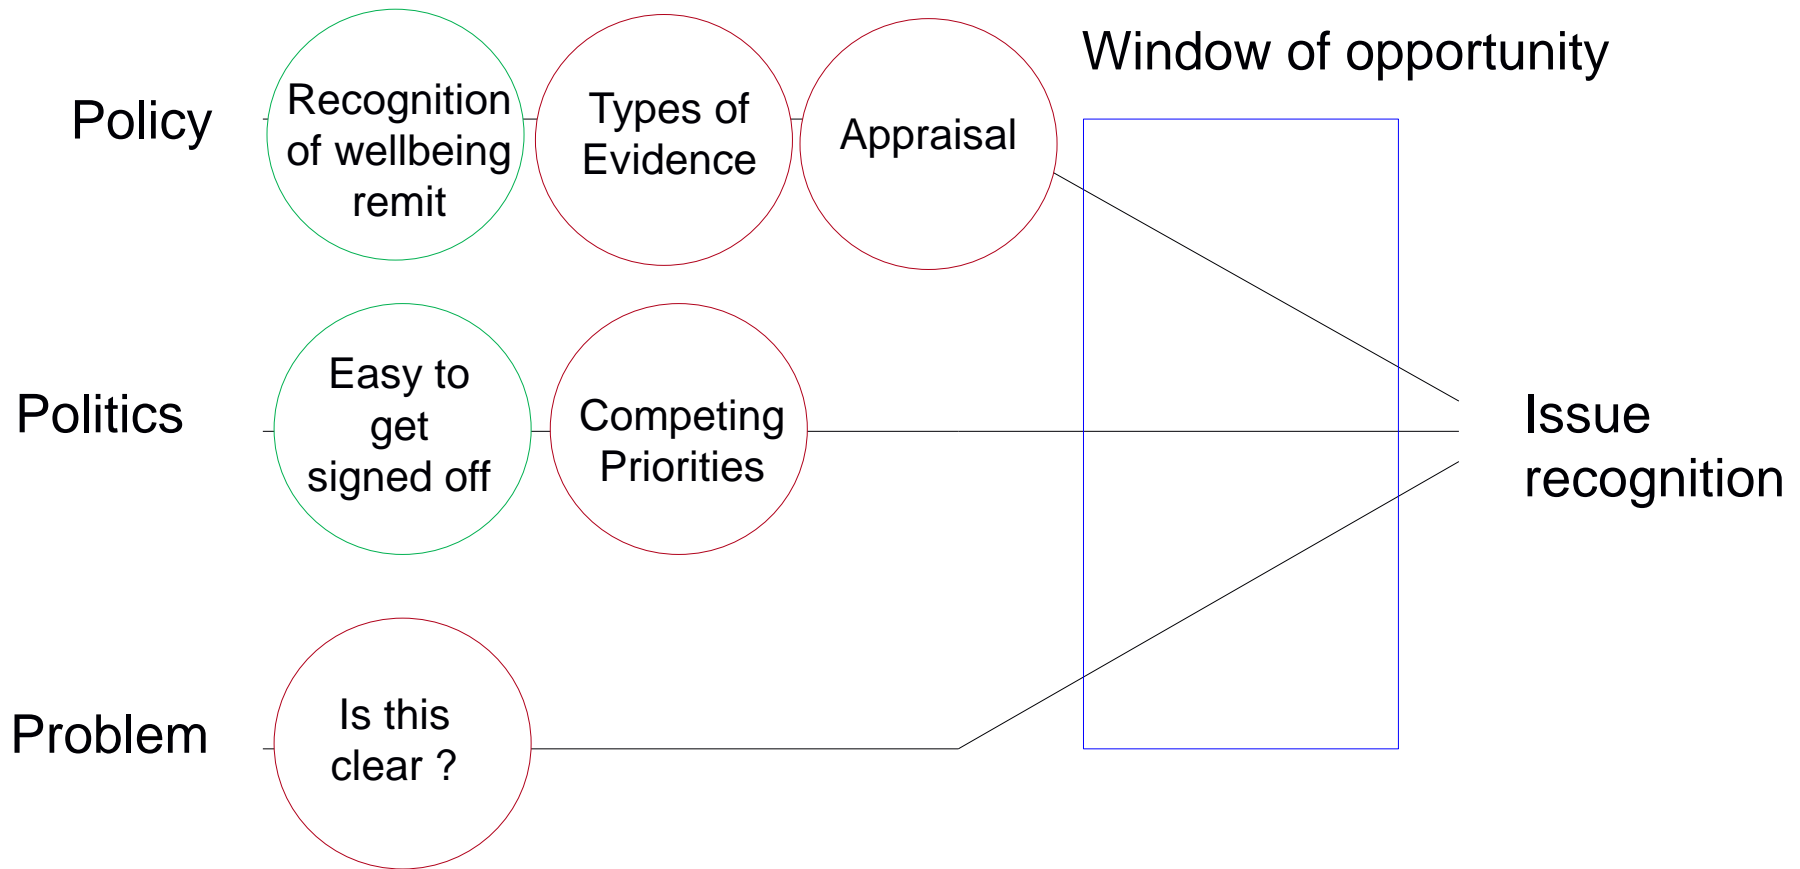 Window of opportunity
Policy
Recognition
of wellbeing
remit
Types of
Evidence
Appraisal
Politics
Easy to
get
signed off
Competing
Priorities
Issue
recognition
Problem
Is this
clear ?